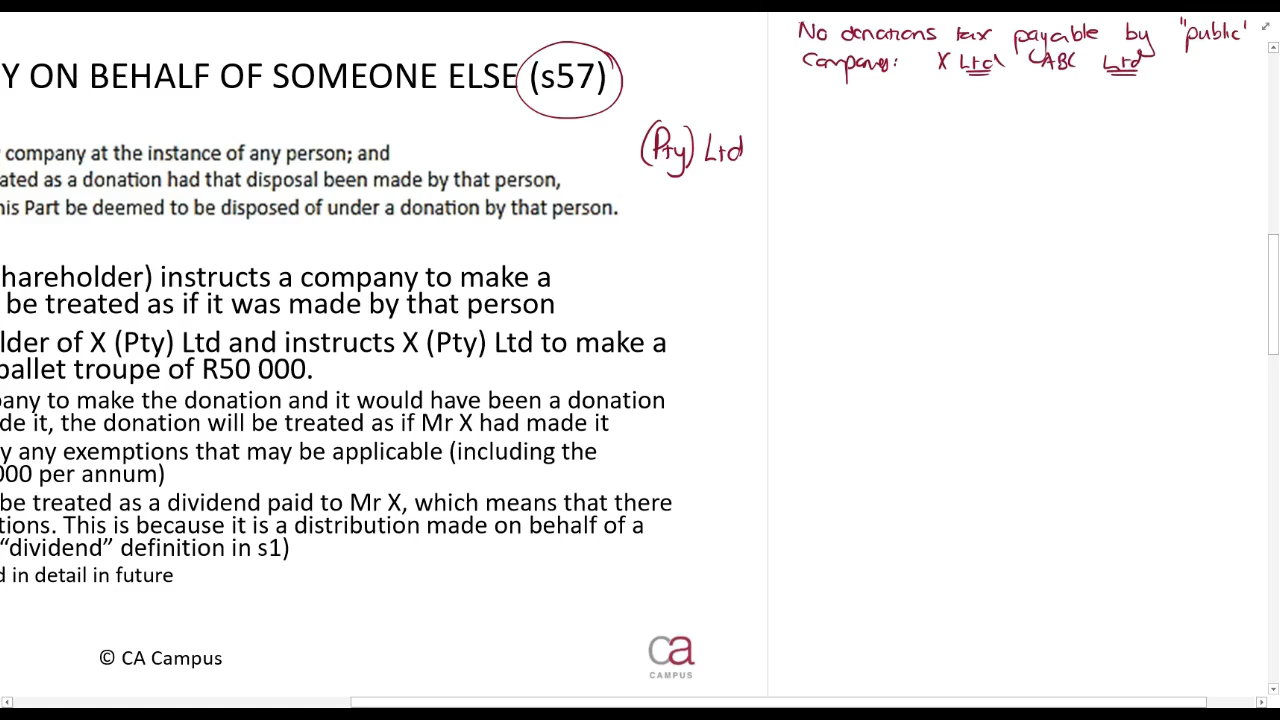 No donations tax payable by "public"
Company: X Ltd ABC Ltd
Y ON BEHALF OF SOMEONE ELSE (s57)
(Pty) Ltd
company at the instance of any person; and
ated as a donation had that disposal been made by that person,
his Part be deemed to be disposed of under a donation by that person.
hareholder) instructs a company to make a
be treated as if it was made by that person
lder of X (Pty) Ltd and instructs X (Pty) Ltd to make a
ballet troupe of R50 000.
pany to make the donation and it would have been a donation
de it, the donation will be treated as if Mr X had made it
y any exemptions that may be applicable (including the
000 per annum)
be treated as a dividend paid to Mr X, which means that there
tions. This is because it is a distribution made on behalf of a
“dividend” definition in s1)
d in detail in future
© CA Campus
ca
CAMPUS